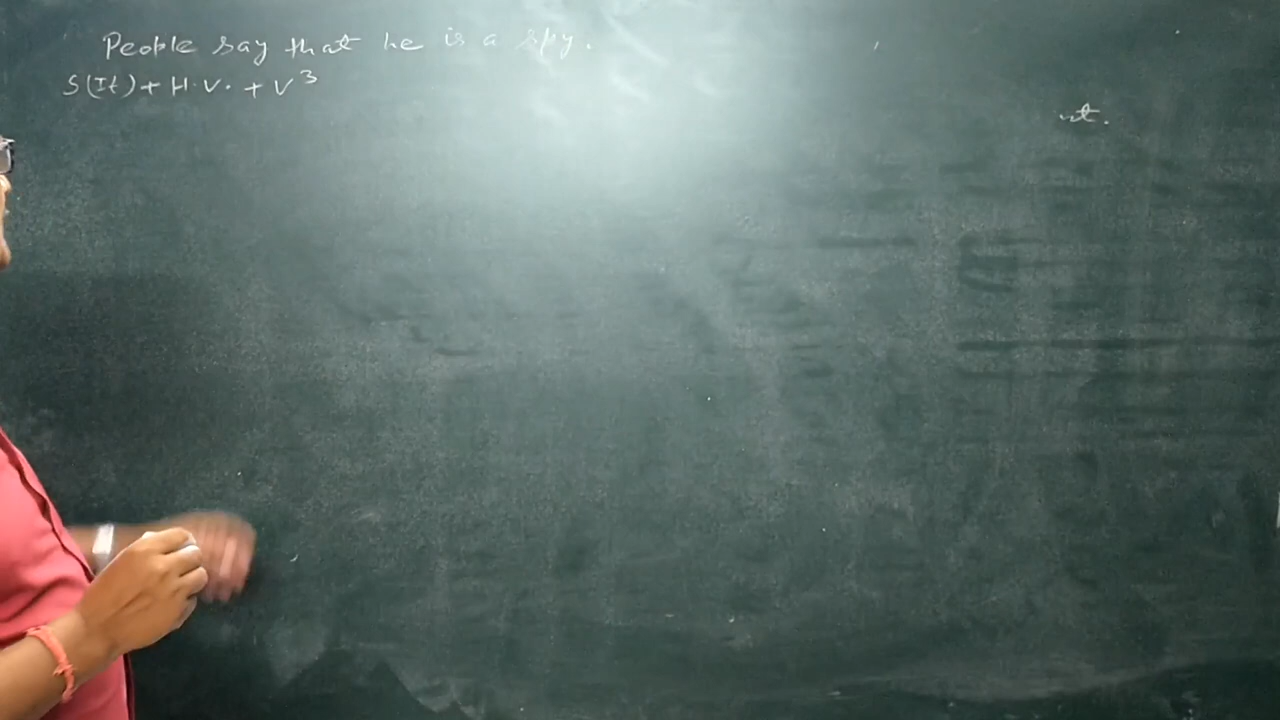 People say that he is a spy.
S(It) + H.V. + V³